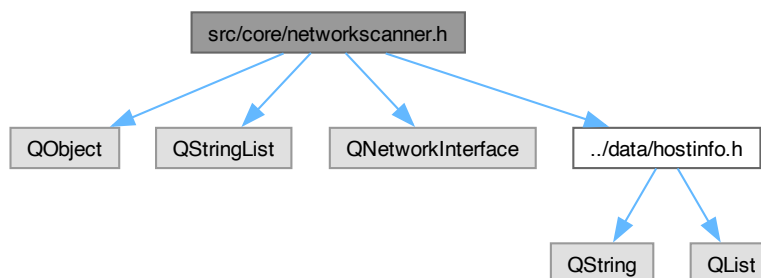 src/core/networkscanner.h
QObject
QStringList
QNetworkInterface
../data/hostinfo.h
QString
QList